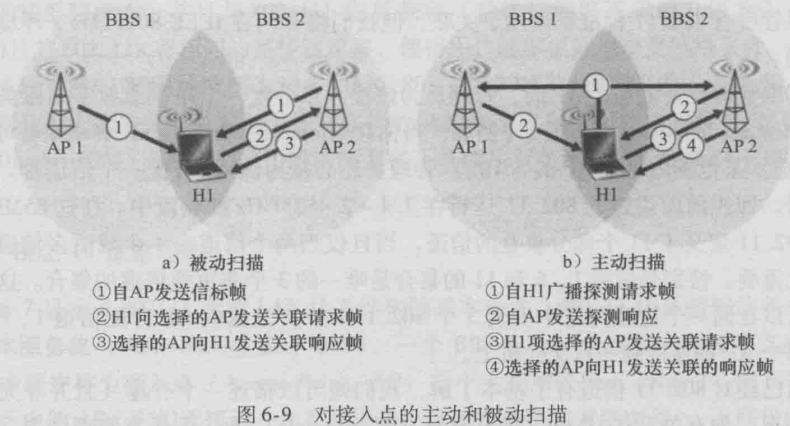 BBS 1
BBS 2
①
①
②
③
AP 1
H1
AP 2
a）被动扫描
①自AP发送信标帧
②H1向选择的AP发送关联请求帧
③选择的AP向H1发送关联响应帧
BBS 1
BBS 2
①
②
②
③
④
AP 1
H1
AP 2
b）主动扫描
①自H1广播探测请求帧
②自AP发送探测响应
③H1项选择的AP发送关联请求帧
④选择的AP向H1发送关联的响应帧
图 6-9 对接入点的主动和被动扫描